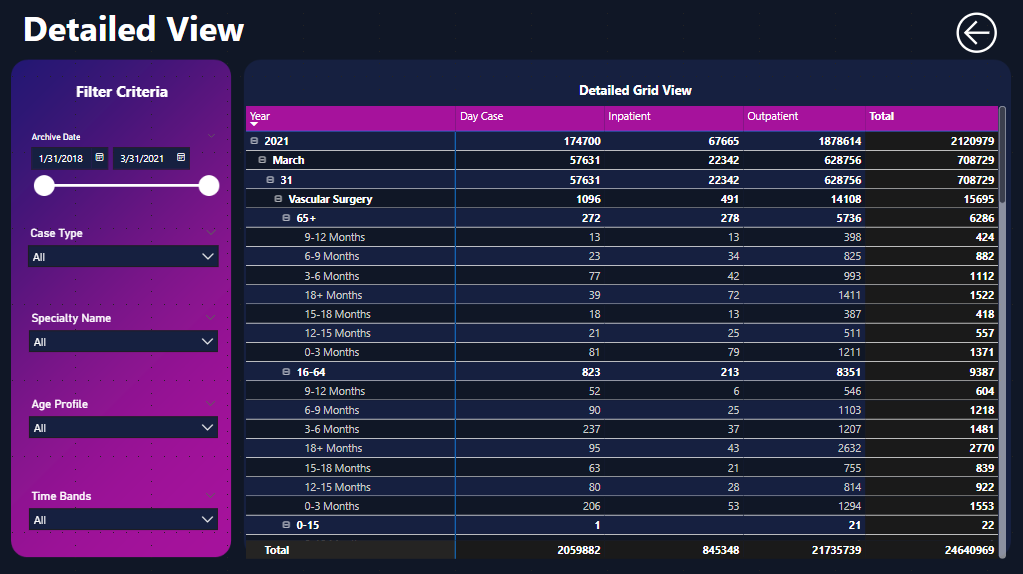 Detailed View
Filter Criteria
Archive Date
1/31/2018 3/31/2021
Case Type
All
Specialty Name
All
Age Profile
All
Time Bands
All
Detailed Grid View
Year Day Case Inpatient Outpatient Total
2021 174700 67665 1878614 2120979
March 57631 22342 628756 708729
31 57631 22342 628756 708729
Vascular Surgery 1096 491 14108 15695
65+ 272 278 5736 6286
9-12 Months 13 13 398 424
6-9 Months 23 34 825 882
3-6 Months 77 42 993 1112
18+ Months 39 72 1411 1522
15-18 Months 18 13 387 418
12-15 Months 21 25 511 557
0-3 Months 81 79 1211 1371
16-64 823 213 8351 9387
9-12 Months 52 6 546 604
6-9 Months 90 25 1103 1218
3-6 Months 237 37 1207 1481
18+ Months 95 43 2632 2770
15-18 Months 63 21 755 839
12-15 Months 80 28 814 922
0-3 Months 206 53 1294 1553
0-15 1 21 22
Total 2059882 845348 21735739 24640969